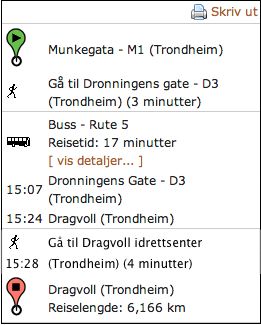 Skriv ut
Munkegata - M1 (Trondheim)
Gå til Dronningens gate - D3
(Trondheim) (3 minutter)
Buss - Rute 5
Reisetid: 17 minutter
[ vis detaljer... ]
15:07 Dronningens Gate - D3
(Trondheim)
15:24 Dragvoll (Trondheim)
Gå til Dragvoll idrettsenter
15:28 (Trondheim) (4 minutter)
Dragvoll (Trondheim)
Reiselengde: 6,166 km